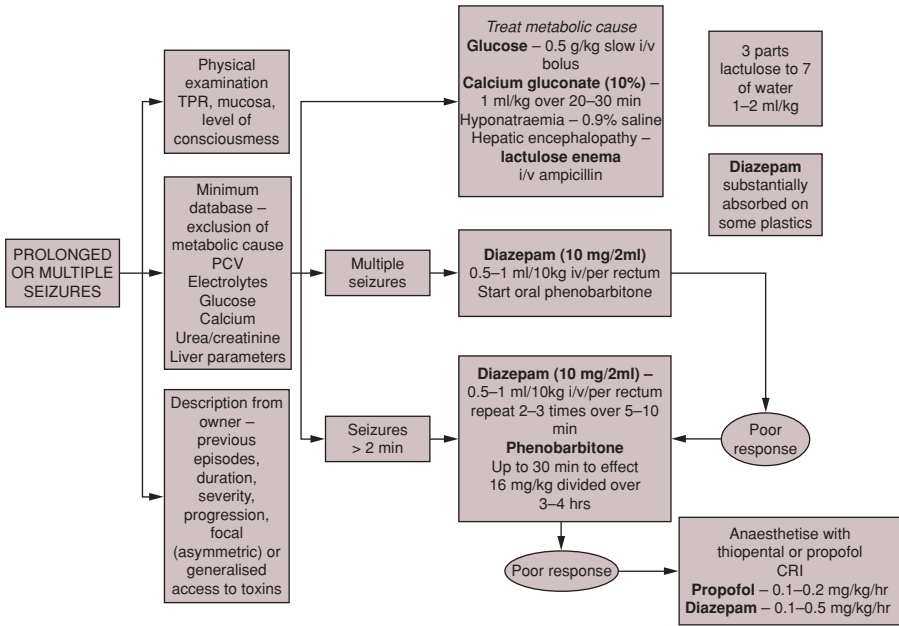 PROLONGED
OR MULTIPLE
SEIZURES
Physical
examination
TPR, mucosa,
level of
consciousmess
Minimum
database –
exclusion of
metabolic cause
PCV
Electrolytes
Glucose
Calcium
Urea/creatinine
Liver parameters
Description from
owner –
previous
episodes,
duration,
severity,
progression,
focal
(asymmetric) or
generalised
access to toxins
Treat metabolic cause
Glucose – 0.5 g/kg slow i/v
bolus
Calcium gluconate (10%) –
1 ml/kg over 20–30 min
Hyponatraemia – 0.9% saline
Hepatic encephalopathy –
lactulose enema
i/v ampicillin
3 parts
lactulose to 7
of water
1–2 ml/kg
Diazepam
substantially
absorbed on
some plastics
Multiple
seizures
Diazepam (10 mg/2ml)
0.5–1 ml/10kg iv/per rectum
Start oral phenobarbitone
Seizures
> 2 min
Diazepam (10 mg/2ml) –
0.5–1 ml/10kg i/v/per rectum
repeat 2–3 times over 5–10
min
Phenobarbitone
Up to 30 min to effect
16 mg/kg divided over
3–4 hrs
Poor
response
Poor response
Anaesthetise with
thiopental or propofol
CRI
Propofol – 0.1–0.2 mg/kg/hr
Diazepam – 0.1–0.5 mg/kg/hr